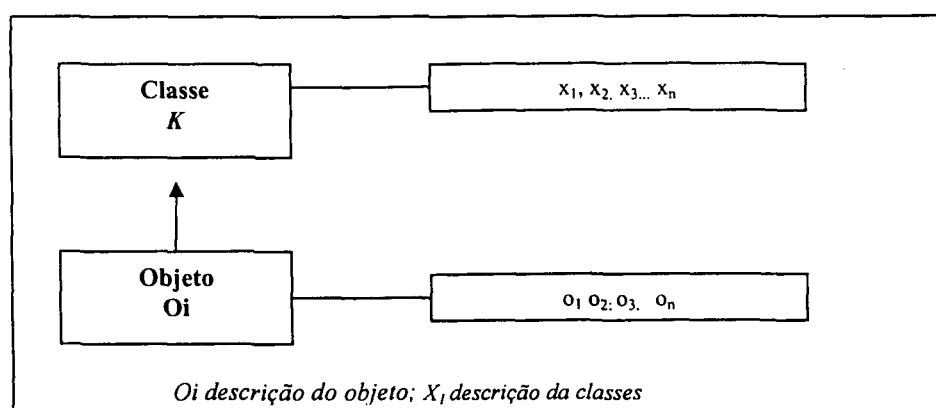 Classe
K
x₁, x₂. x₃... xₙ
Objeto
Oi
o₁ o₂; o₃. oₙ
Oi descrição do objeto; X₁ descrição da classes